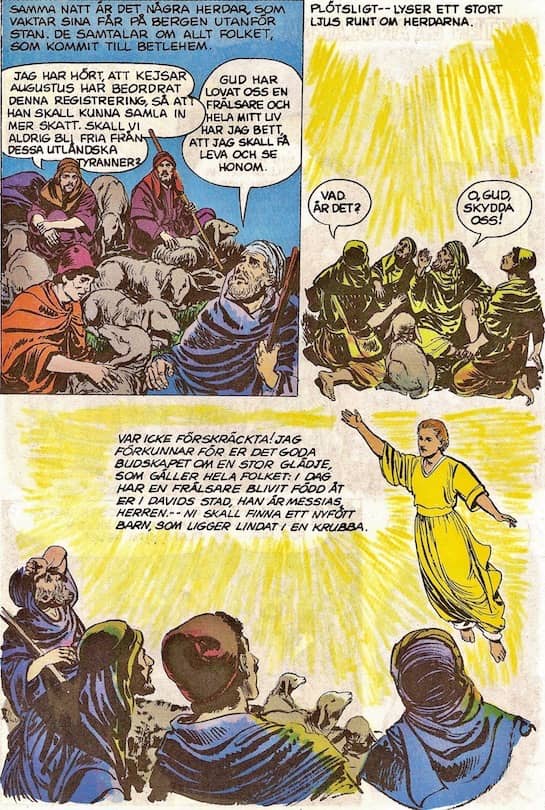 SAMMA NATT ÄR DET NÅGRA HERDAR, SOM
VAKTAR SINA FÅR PÅ BERGEN UTANFÖR
STAN. DE SAMTALAR OM ALLT FOLKET,
SOM KOMMIT TILL BETLEHEM.
JAG HAR HÖRT, ATT KEJSAR
AUGUSTUS HAR BEORDRAT
DENNA REGISTRERING, SÅ ATT
HAN SKALL KUNNA SAMLA IN
MER SKATT. SKALL VI
ALDRIG BLI FRIA FRÅN
DESSA UTLÄNDSKA
TYRANNER?
GUD HAR
LOVAT OSS EN
FRÄLSARE OCH
HELA MITT LIV
HAR JAG BETT,
ATT JAG SKALL FÅ
LEVA OCH SE
HONOM.
PLÖTSLIGT-- LYSER ETT STORT
LJUS RUNT OM HERDARNA.
VAD
ÄR DET?
O, GUD,
SKYDDA
OSS!
VAR ICKE FÖRSKRÄCKTA! JAG
FÖRKUNNAR FÖR ER DET GODA
BUDSKAPET OM EN STOR GLÄDJE,
SOM GÄLLER HELA FOLKET: I DAG
HAR EN FRÄLSARE BLIVIT FÖDD ÅT
ER I DAVIDS STAD, HAN ÄR MESSIAS,
HERREN.-- NI SKALL FINNA ETT NYFÖTT
BARN, SOM LIGGER LINDAT I EN KRUBBA.